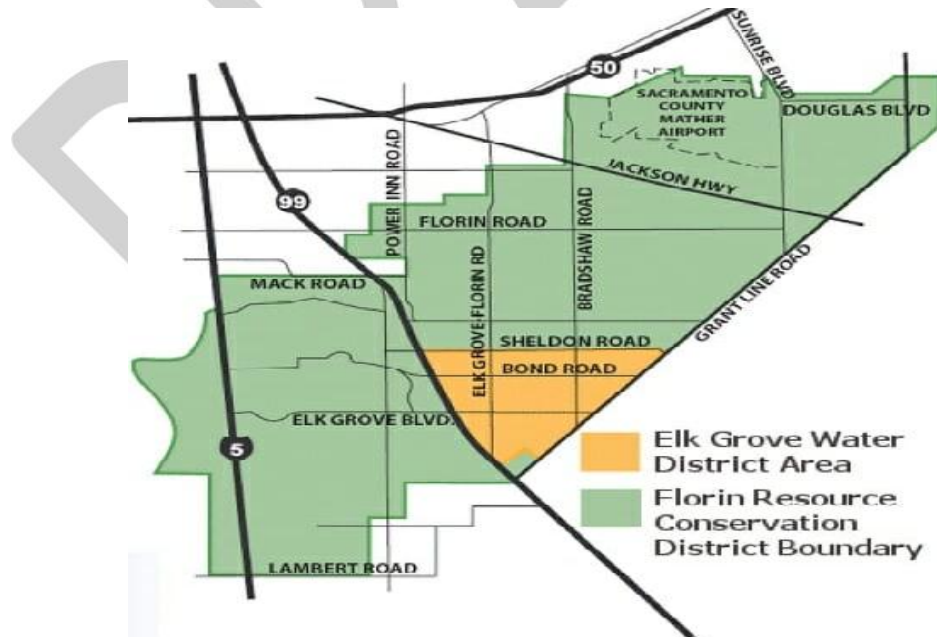 SUNRISE BLVD
50
SACRAMENTO
COUNTY
MATHER
AIRPORT
DOUGLAS BLVD
POWER INN ROAD
JACKSON HWY
99
FLORIN ROAD
BRADSHAW ROAD
ELK GROVE-FLORIN RD
GRANT LINE ROAD
MACK ROAD
SHELDON ROAD
BOND ROAD
ELK GROVE BLVD.
5
LAMBERT ROAD
Elk Grove Water
District Area
Florin Resource
Conservation
District Boundary